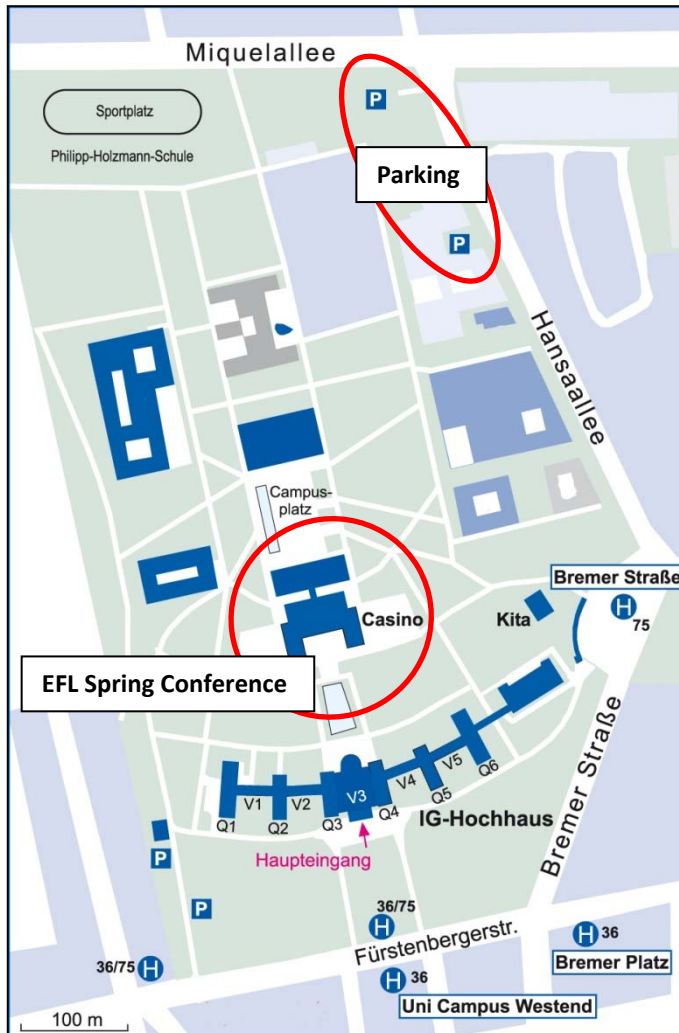 Miquelallee
Sportplatz
Philipp-Holzmann-Schule
P
Parking
P
Hansaallee
Campus-
platz
Bremer Straße
H
75
Kita
Casino
EFL Spring Conference
Bremer Straße
V1
V2
V3
V4
V5
Q1
Q2
Q3
Q4
Q5
Q6
IG-Hochhaus
Haupteingang
P
P
36/75
H
Fürstenbergerstr.
H 36
Bremer Platz
36/75 H
H 36
Uni Campus Westend
100 m